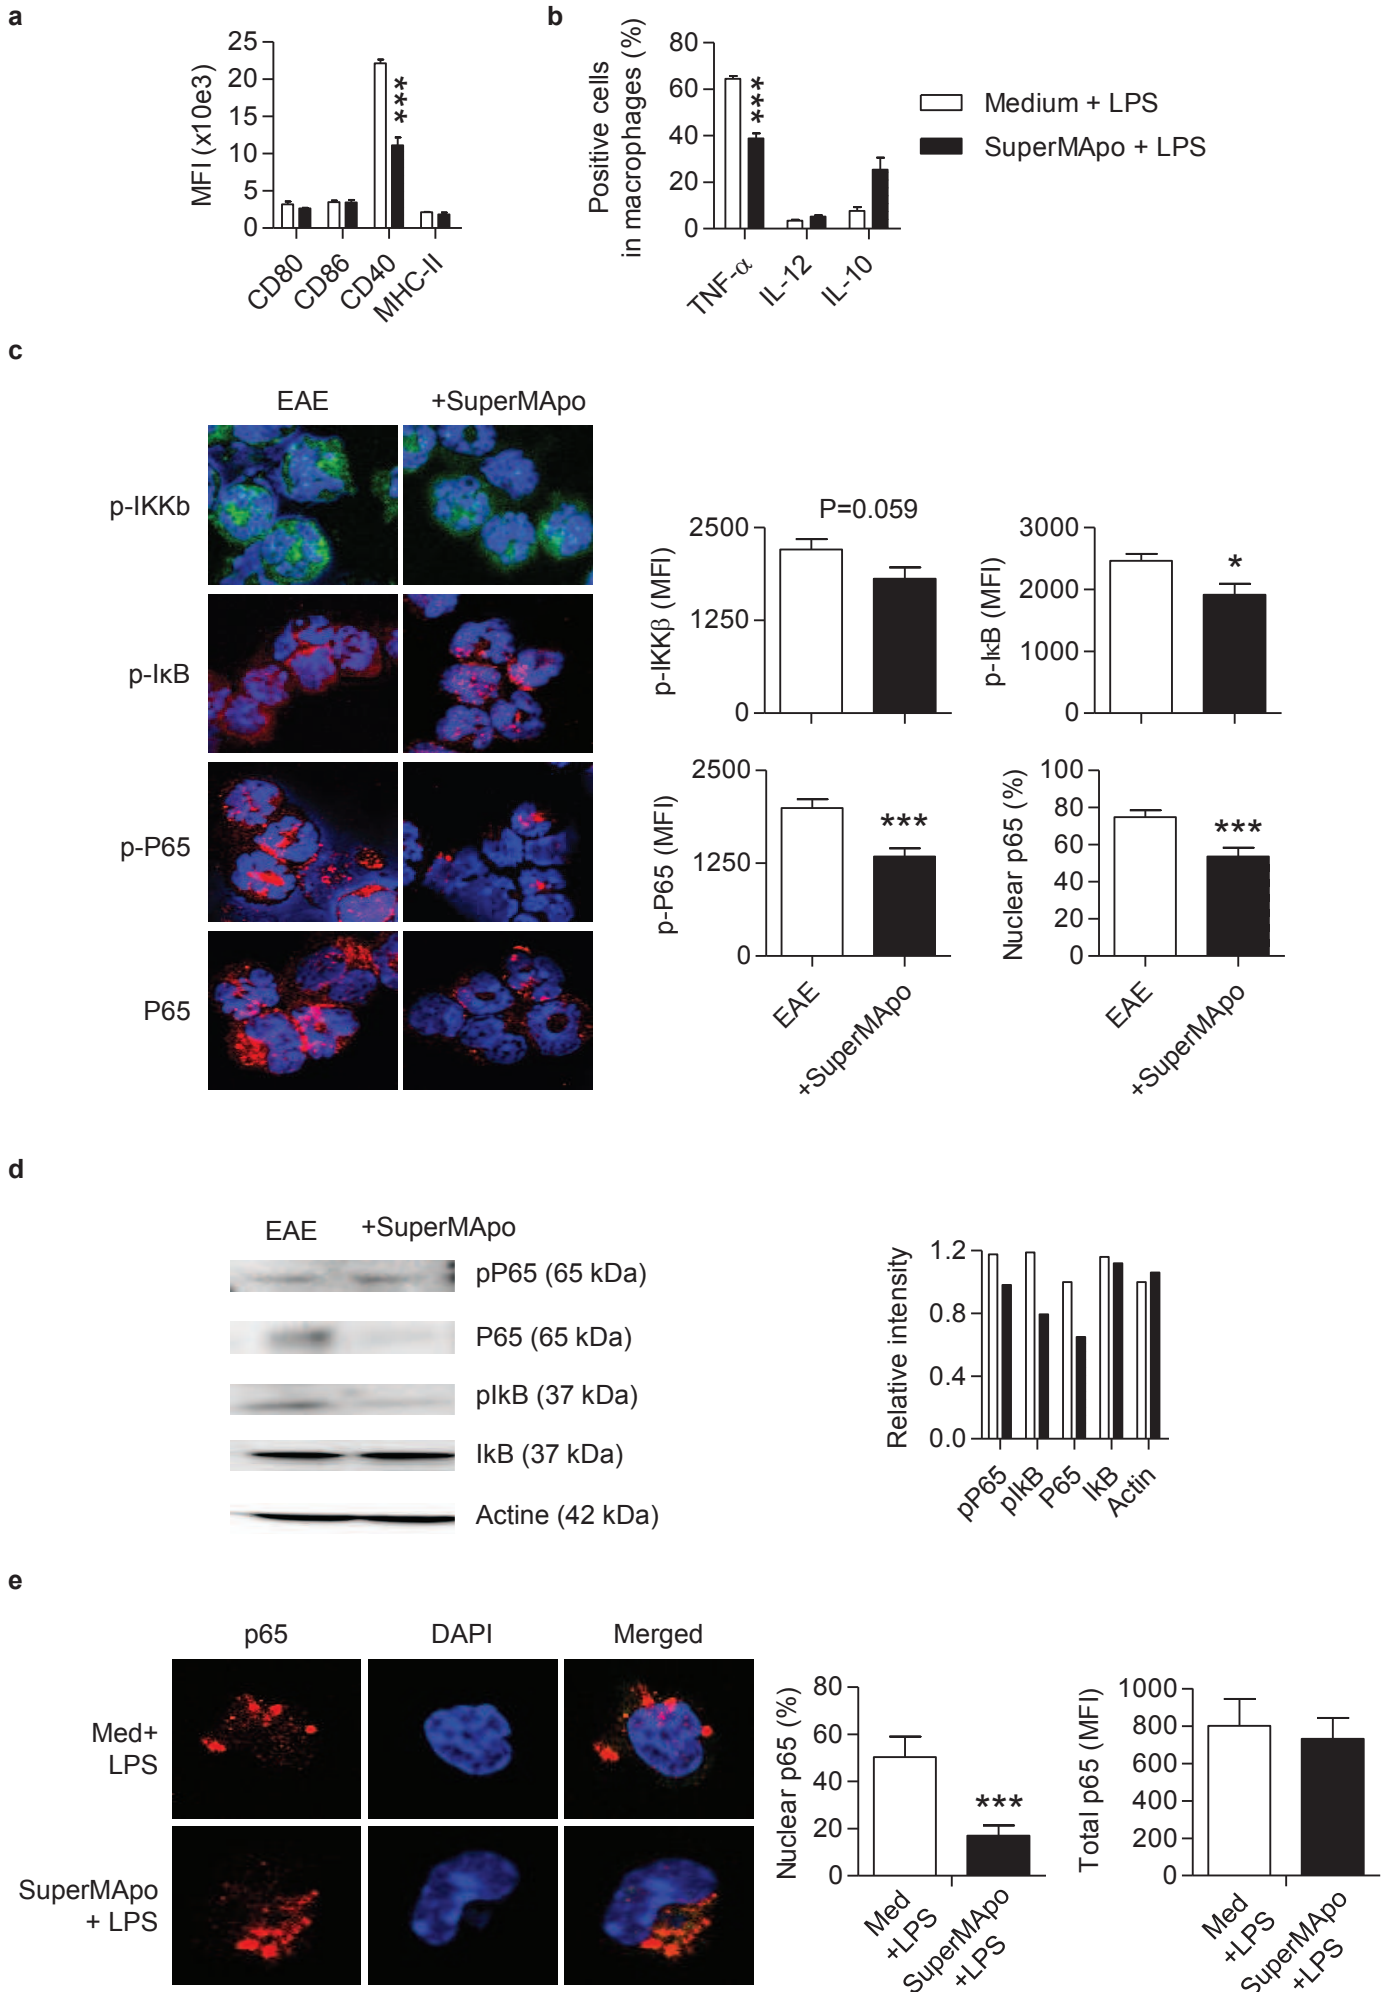 a
25
20
15
10
5
0
MFI (x10e3)
***
CD80
CD86
CD40
MHC-II
b
80
60
40
20
0
Positive cells
in macrophages (%)
***
TNF-α
IL-12
IL-10
Medium + LPS
SuperMApo + LPS
c
EAE
+SuperMApo
p-IKKb
p-IκB
p-P65
P65
P=0.059
2500
1250
0
p-IKKβ (MFI)
3000
2000
1000
0
p-IκB (MFI)
*
2500
1250
0
p-P65 (MFI)
***
EAE
+SuperMApo
100
80
60
40
20
0
Nuclear p65 (%)
***
EAE
+SuperMApo
d
EAE
+SuperMApo
pP65 (65 kDa)
P65 (65 kDa)
pIkB (37 kDa)
IkB (37 kDa)
Actine (42 kDa)
1.2
0.8
0.4
0.0
Relative intensity
pP65
pIkB
P65
IkB
Actin
e
p65
DAPI
Merged
Med+
LPS
SuperMApo
+ LPS
80
60
40
20
0
Nuclear p65 (%)
***
Med
+LPS
SuperMApo
+LPS
1000
800
600
400
200
0
Total p65 (MFI)
Med
+LPS
SuperMApo
+LPS